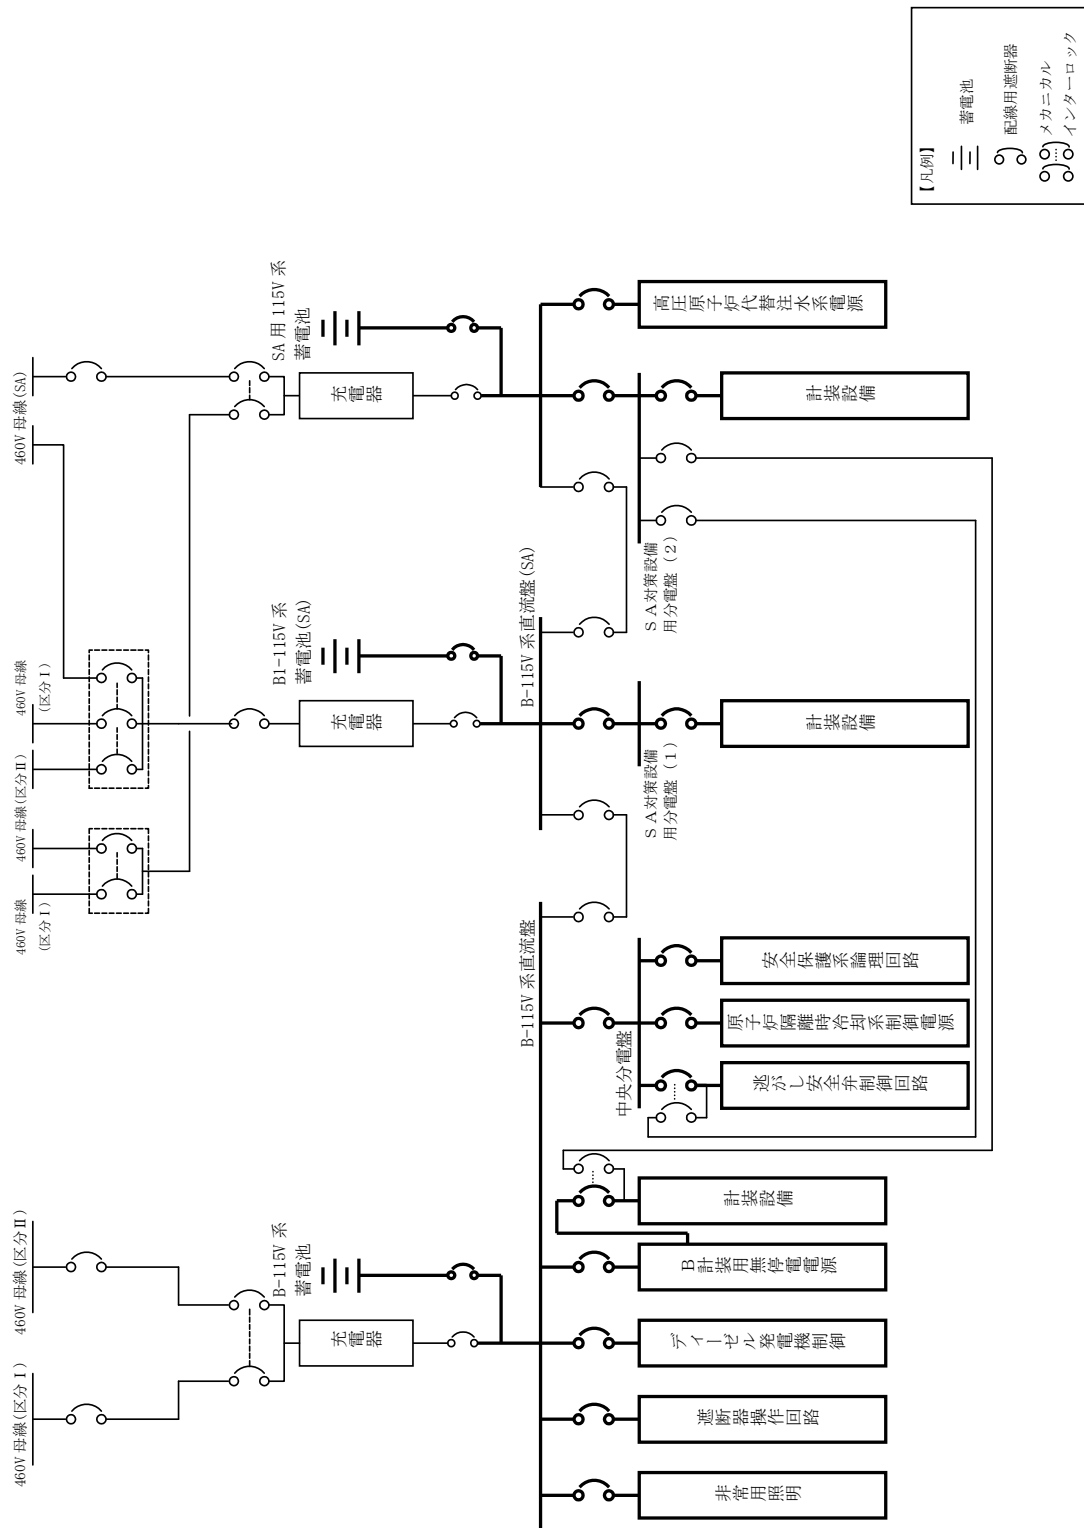 460V 母線(区分Ⅰ)
460V 母線(区分Ⅱ)
460V 母線
(区分Ⅰ)
460V 母線(区分Ⅱ)
460V 母線
(区分Ⅰ)
460V 母線(SA)
B-115V 系
蓄電池
B1-115V 系
蓄電池(SA)
SA 用 115V 系
蓄電池
充電器
充電器
充電器
B-115V 系直流盤
B-115V 系直流盤(SA)
中央分電盤
SA対策設備
用分電盤(1)
SA対策設備
用分電盤(2)
非常用照明
遮断器操作回路
ディーゼル発電機制御
B計装用無停電電源
計装設備
逃がし安全弁制御回路
原子炉隔離時冷却系制御電源
安全保護系論理回路
計装設備
計装設備
高圧原子炉代替注水系電源
【凡例】
蓄電池
配線用遮断器
メカニカル
インターロック